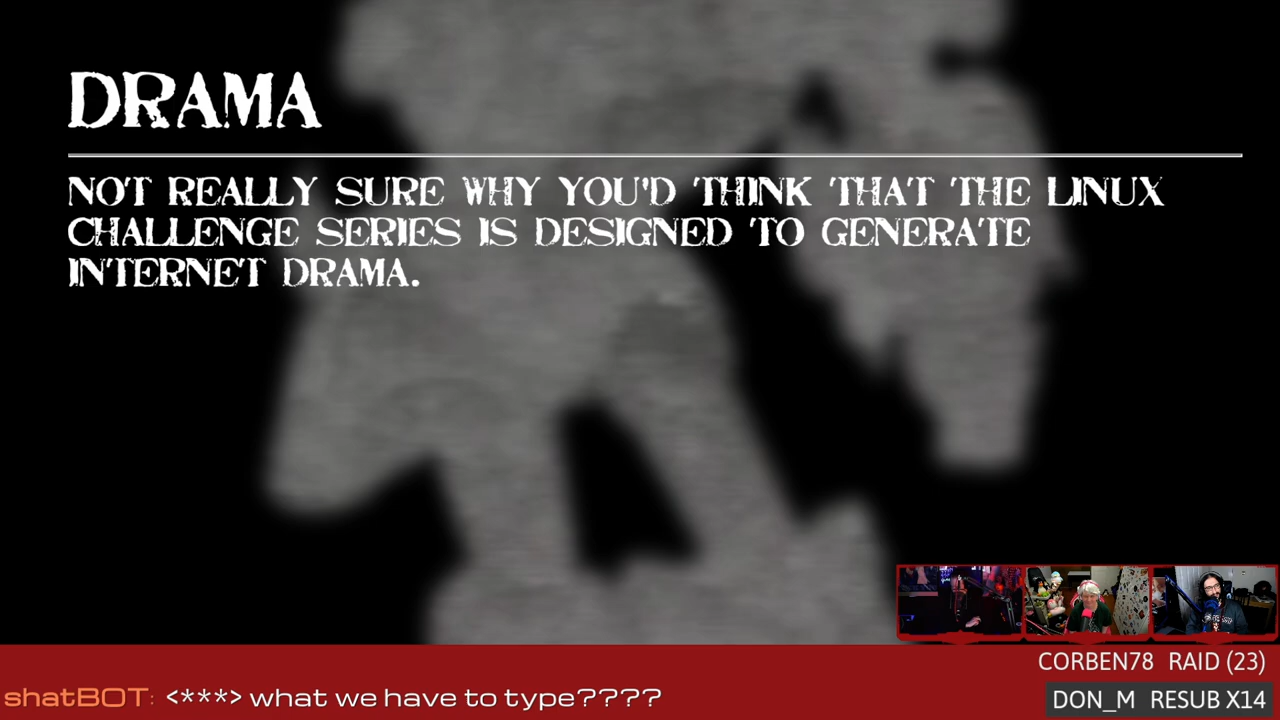 DRAMA
NOT REALLY SURE WHY YOU'D THINK THAT THE LINUX
CHALLENGE SERIES IS DESIGNED TO GENERATE
INTERNET DRAMA.
CORBEN78 RAID (23)
shatBOT: <***> what we have to type????
DON_M RESUB X14